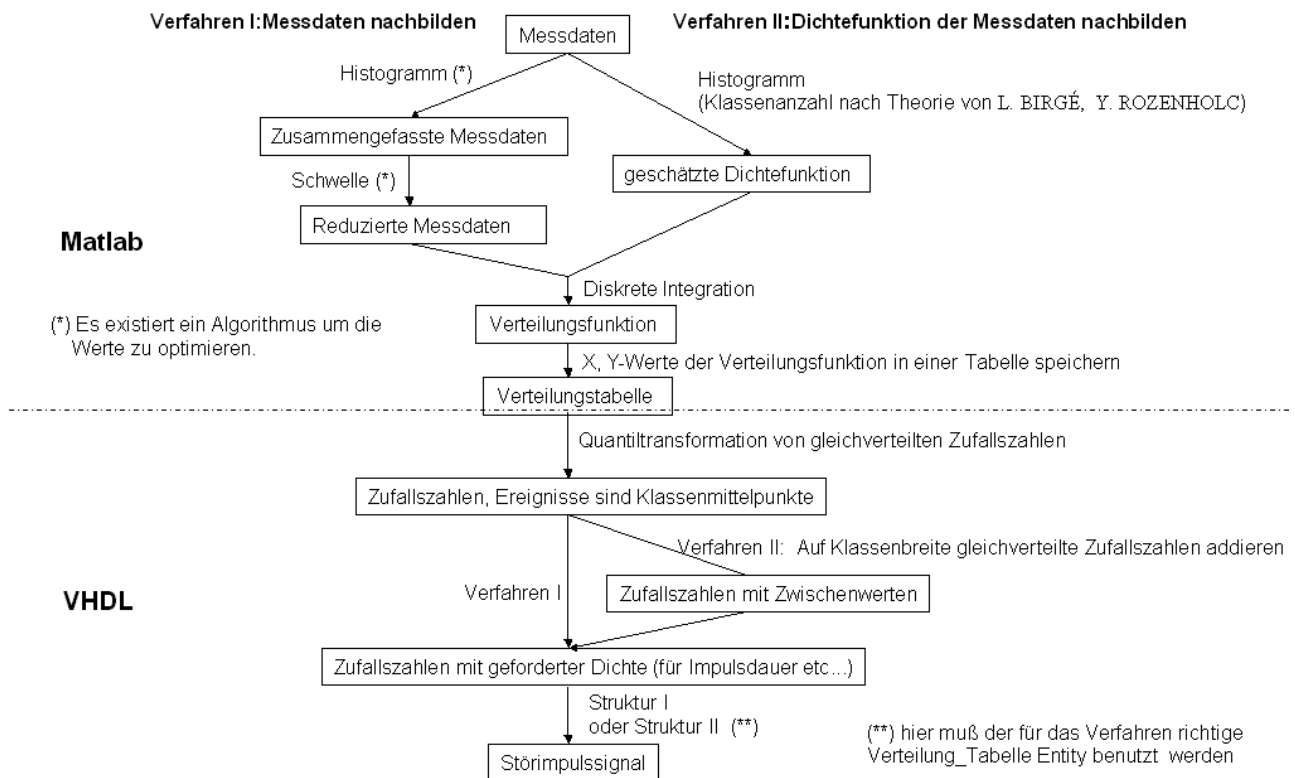 Verfahren I:Messdaten nachbilden
Verfahren II:Dichtefunktion der Messdaten nachbilden
Messdaten
Histogramm (*)
Histogramm
(Klassenanzahl nach Theorie von L. BIRGÉ, Y. ROZENHOLC)
Zusammengefasste Messdaten
Schwelle (*)
geschätzte Dichtefunktion
Reduzierte Messdaten
Matlab
Diskrete Integration
(*) Es existiert ein Algorithmus um die
Werte zu optimieren.
Verteilungsfunktion
X, Y-Werte der Verteilungsfunktion in einer Tabelle speichern
Verteilungstabelle
Quantiltransformation von gleichverteilten Zufallszahlen
Zufallszahlen, Ereignisse sind Klassenmittelpunkte
Verfahren II: Auf Klassenbreite gleichverteilte Zufallszahlen addieren
Verfahren I
Zufallszahlen mit Zwischenwerten
VHDL
Zufallszahlen mit geforderter Dichte (für Impulsdauer etc...)
Struktur I
oder Struktur II (**)
(**) hier muß der für das Verfahren richtige
Verteilung_Tabelle Entity benutzt werden
Störimpulssignal